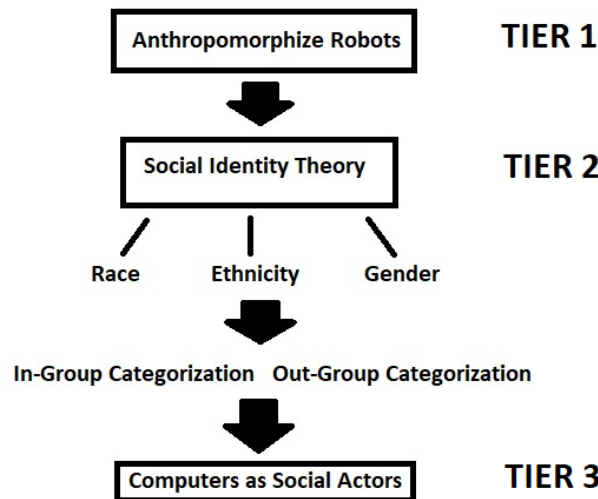 Anthropomorphize Robots TIER 1
Social Identity Theory TIER 2
Race Ethnicity Gender
In-Group Categorization Out-Group Categorization
Computers as Social Actors TIER 3